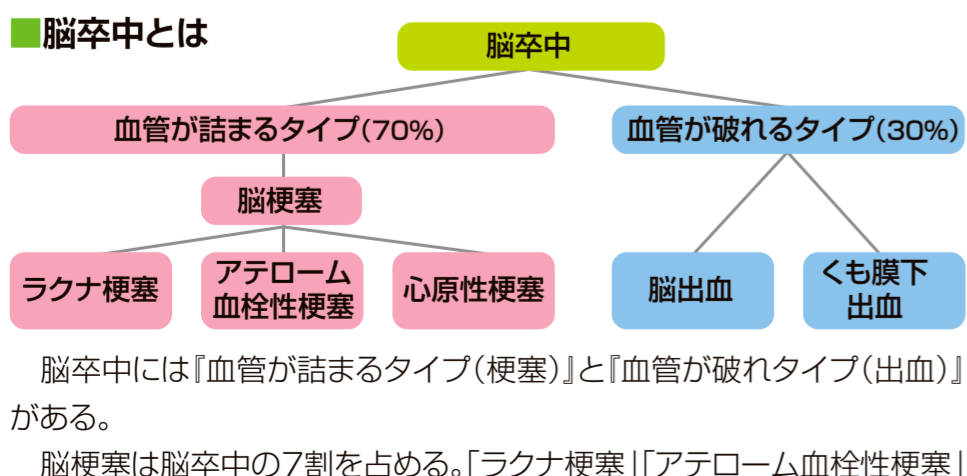 ■脳卒中とは
脳卒中
血管が詰まるタイプ(70%)
血管が破れるタイプ(30%)
脳梗塞
ラクナ梗塞
アテローム
血栓性梗塞
心原性梗塞
脳出血
くも膜下
出血
脳卒中には『血管が詰まるタイプ(梗塞)』と『血管が破れタイプ(出血)』
がある。
脳梗塞は脳卒中の7割を占める。「ラクナ梗塞」「アテローム血栓性梗塞」